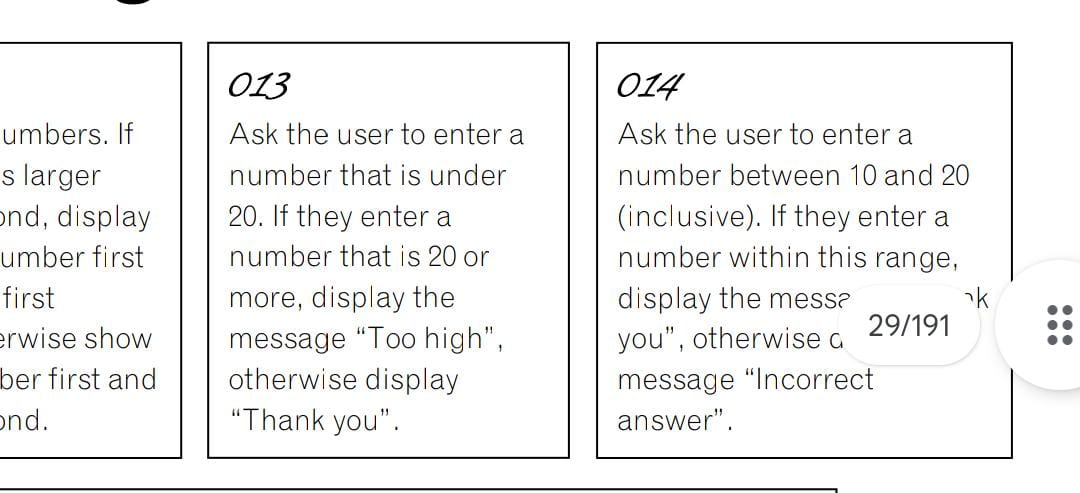 umbers. If
s larger
ond, display
umber first
first
erwise show
ber first and
ond.
013
Ask the user to enter a
number that is under
20. If they enter a
number that is 20 or
more, display the
message “Too high”,
otherwise display
“Thank you”.
014
Ask the user to enter a
number between 10 and 20
(inclusive). If they enter a
number within this range,
display the messa
you”, otherwise
message “Incorrect
answer”.
29/191